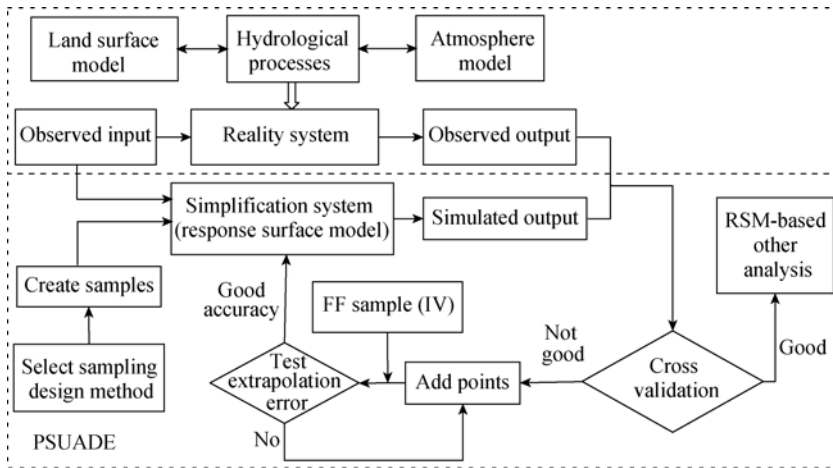 Land surface
model
Hydrological
processes
Atmosphere
model
Observed input
Reality system
Observed output
Simplification system
(response surface model)
Simulated output
RSM-based
other
analysis
Create samples
Good
accuracy
FF sample (IV)
Not
good
Good
Select sampling
design method
Test
extrapolation
error
Add points
Cross
validation
No
PSUADE